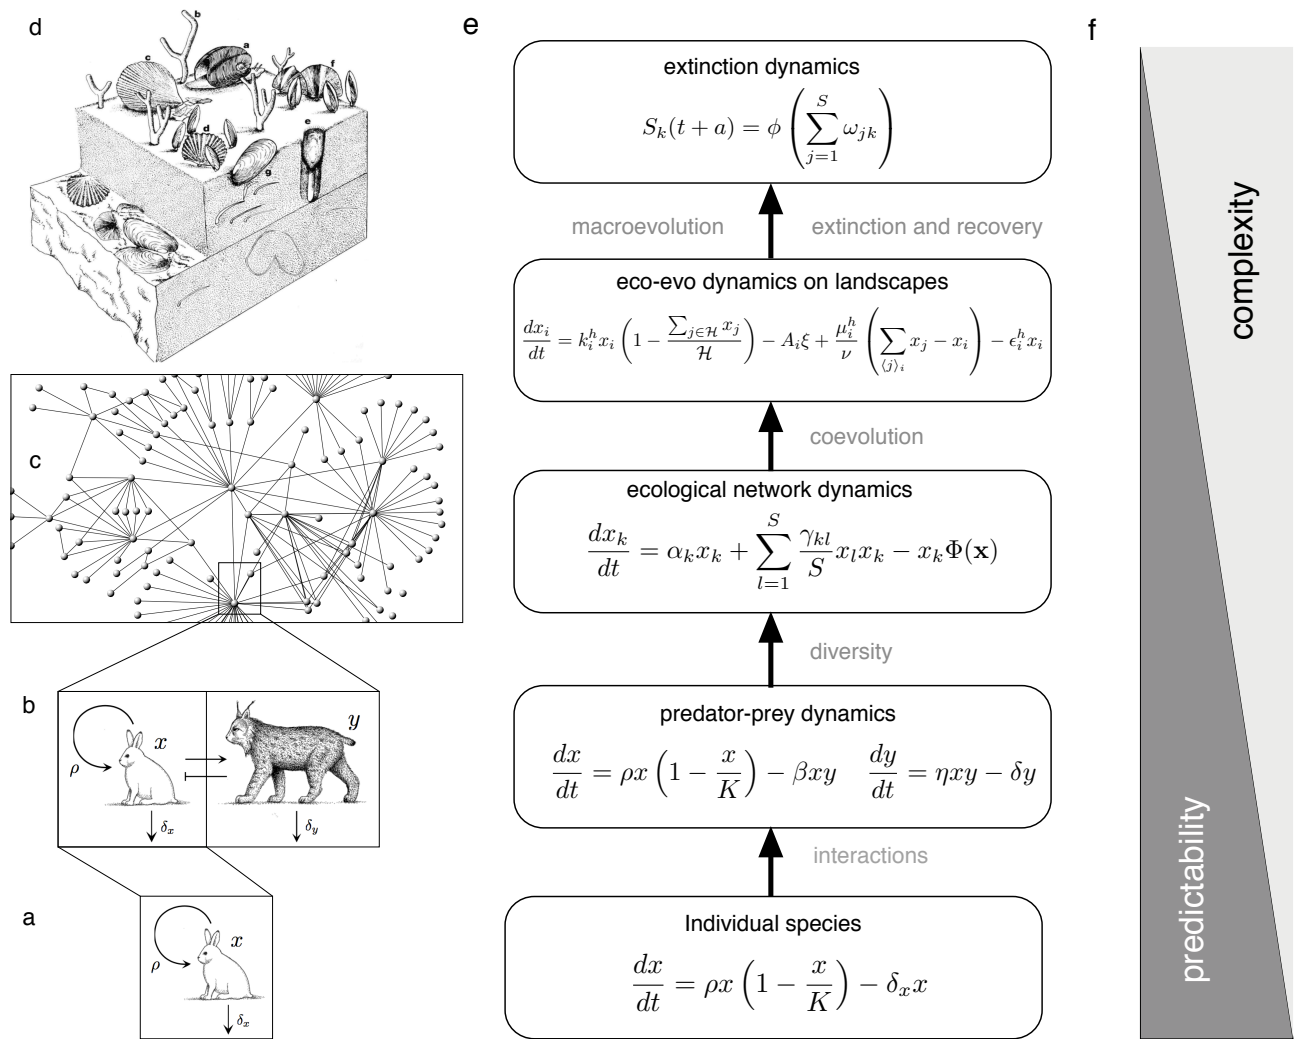 d
b
a
c
f
d
e
g
c
b
x
y
ρ
δ_x
δ_y
a
x
ρ
δ_x
e
extinction dynamics
S_k(t + a) = ϕ ( ∑_{j=1}^{S} ω_{jk} )
macroevolution
extinction and recovery
eco-evo dynamics on landscapes
dx_i/dt = k_i^h x_i ( 1 − ∑_{j∈ℋ} x_j / ℋ ) − A_i ξ + μ_i^h/ν ( ∑_{⟨j⟩_i} x_j − x_i ) − ϵ_i^h x_i
coevolution
ecological network dynamics
dx_k/dt = α_k x_k + ∑_{l=1}^{S} γ_{kl}/S x_l x_k − x_k Φ(𝐱)
diversity
predator-prey dynamics
dx/dt = ρx ( 1 − x/K ) − βxy    dy/dt = ηxy − δy
interactions
Individual species
dx/dt = ρx ( 1 − x/K ) − δ_x x
f
complexity
predictability